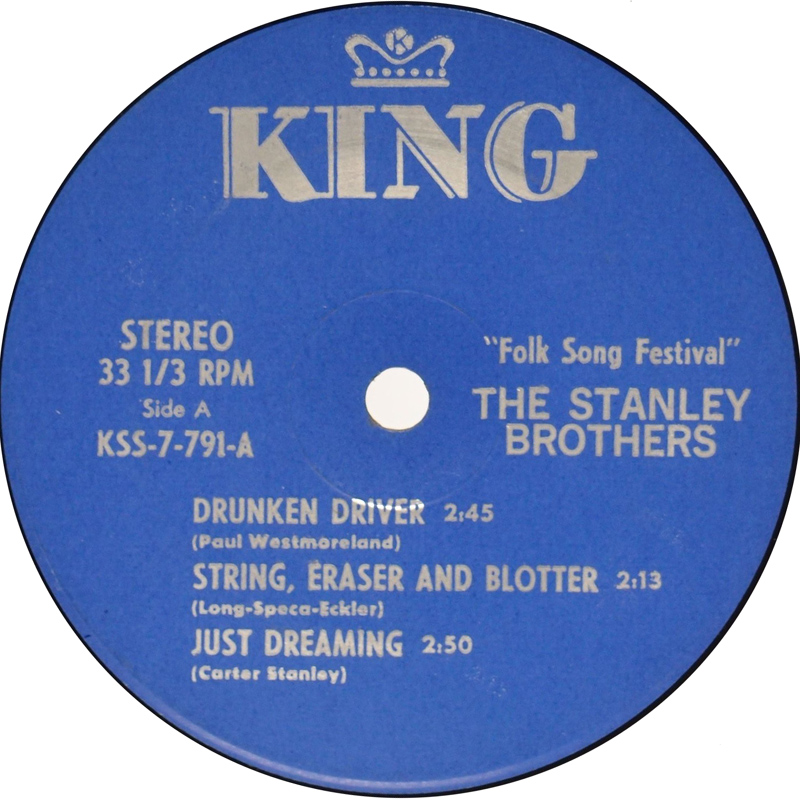 K
KING
STEREO
33 1/3 RPM
Side A
KSS-7-791-A
"Folk Song Festival"
THE STANLEY
BROTHERS
DRUNKEN DRIVER 2:45
(Paul Westmoreland)
STRING, ERASER AND BLOTTER 2:13
(Long-Speca-Eckler)
JUST DREAMING 2:50
(Carter Stanley)